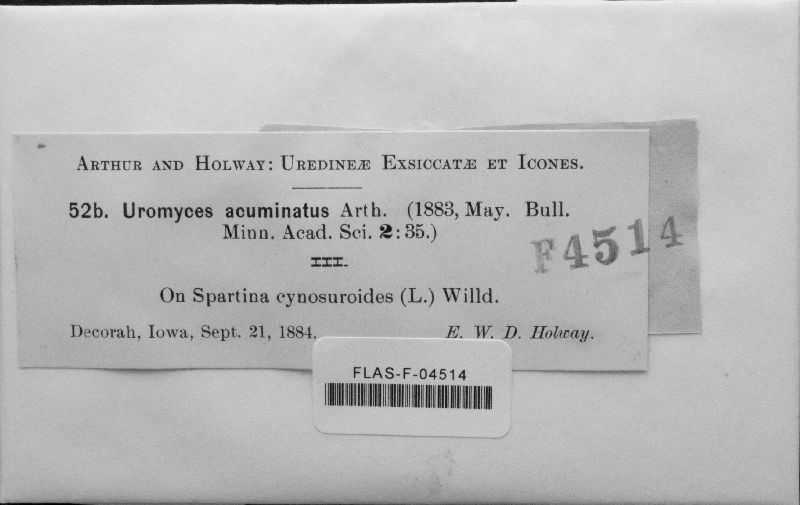 Arthur and Holway: Uredineæ Exsiccatæ et Icones.
52b. Uromyces acuminatus Arth. (1883, May. Bull.
Minn. Acad. Sci. 2:35.)
III.
F4514
On Spartina cynosuroides (L.) Willd.
Decorah, Iowa, Sept. 21, 1884. E. W. D. Holway.
FLAS-F-04514